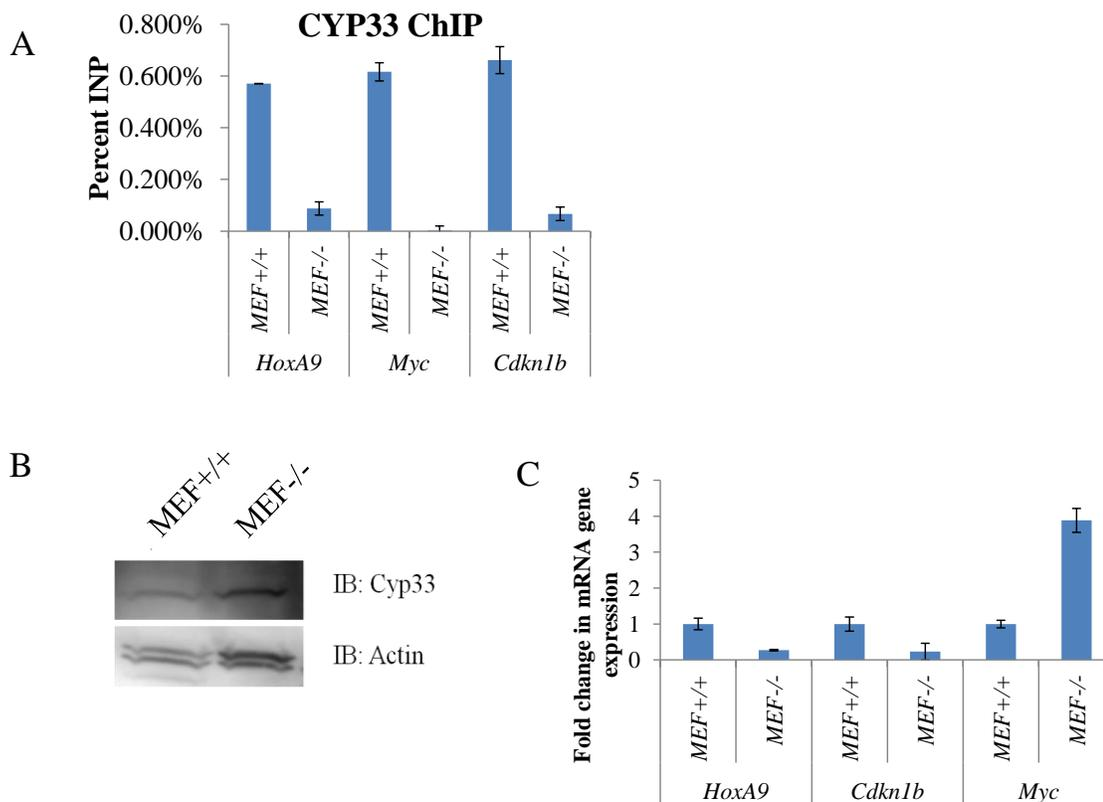 A
CYP33 ChIP
Percent INP
0.800%
0.600%
0.400%
0.200%
0.000%
MEF+/+
MEF-/-
MEF+/+
MEF-/-
MEF+/+
MEF-/-
HoxA9
Myc
Cdkn1b
B
MEF+/+
MEF-/-
IB: Cyp33
IB: Actin
C
Fold change in mRNA gene
expression
5
4
3
2
1
0
MEF+/+
MEF-/-
MEF+/+
MEF-/-
MEF+/+
MEF-/-
HoxA9
Cdkn1b
Myc